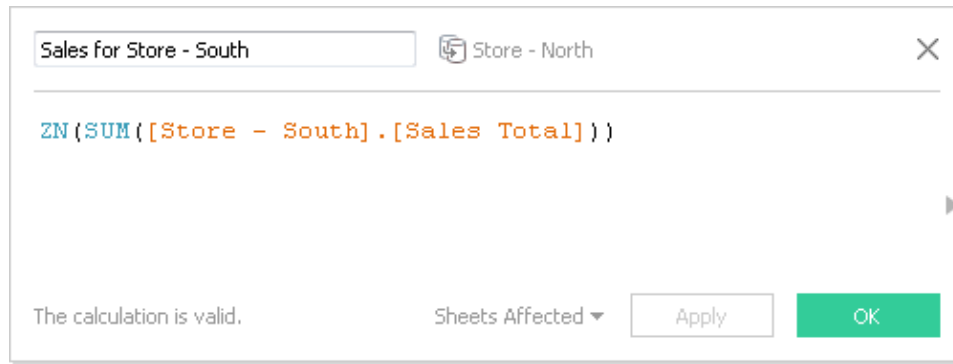 Sales for Store - South Store - North
ZN(SUM([Store - South].[Sales Total]))
The calculation is valid. Sheets Affected Apply OK